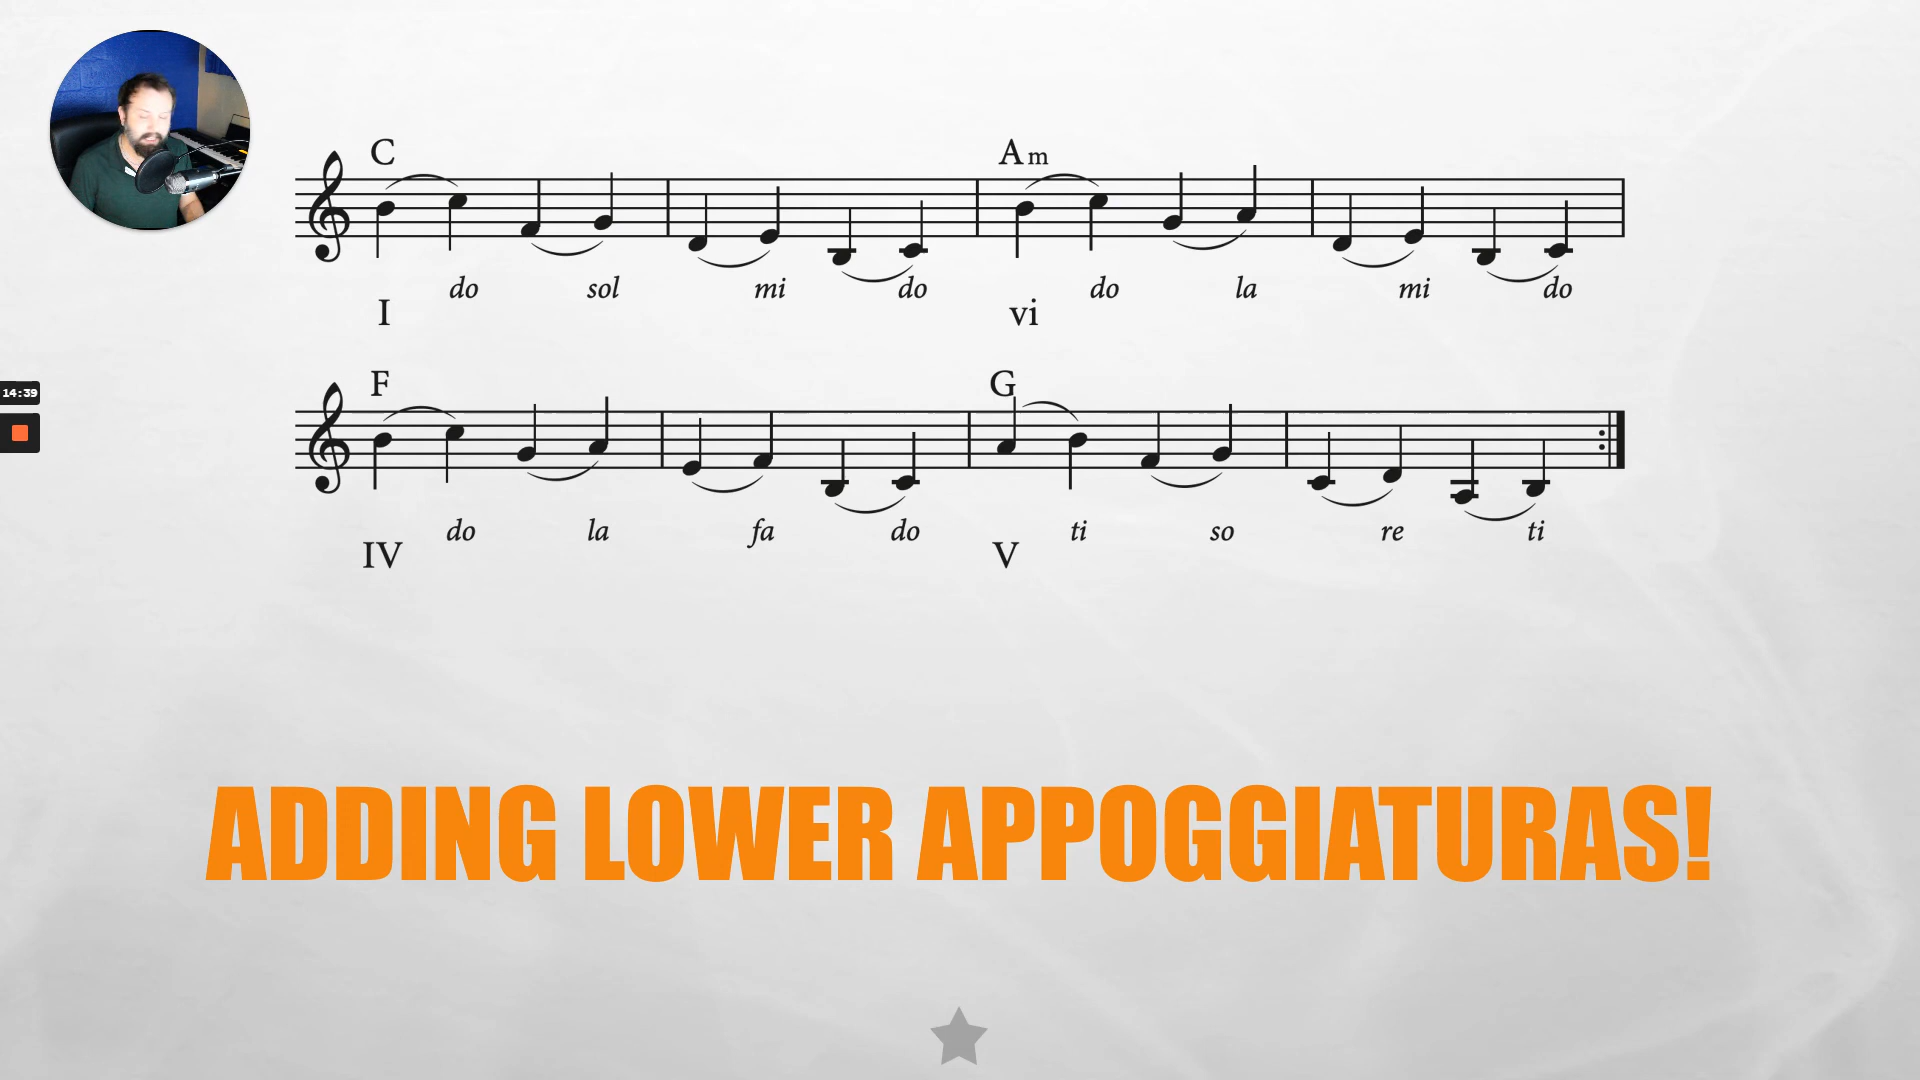 C Am
do sol mi do do la mi do
I vi
14:39
F G
do la fa do ti so re ti
IV V
ADDING LOWER APPOGGIATURAS!